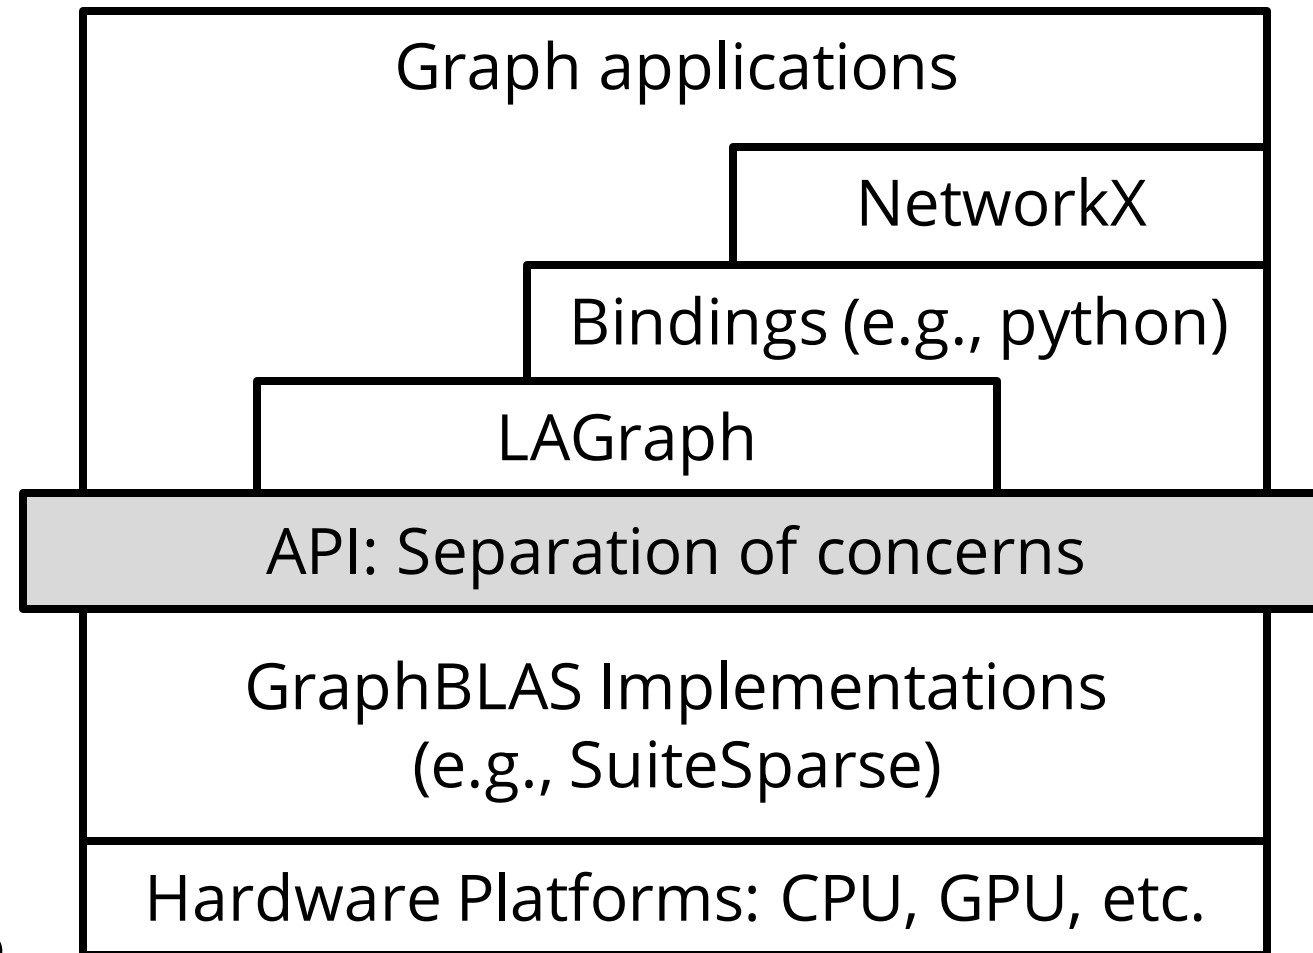 Graph applications
NetworkX
Bindings (e.g., python)
LAGraph
API: Separation of concerns
GraphBLAS Implementations
(e.g., SuiteSparse)
Hardware Platforms: CPU, GPU, etc.